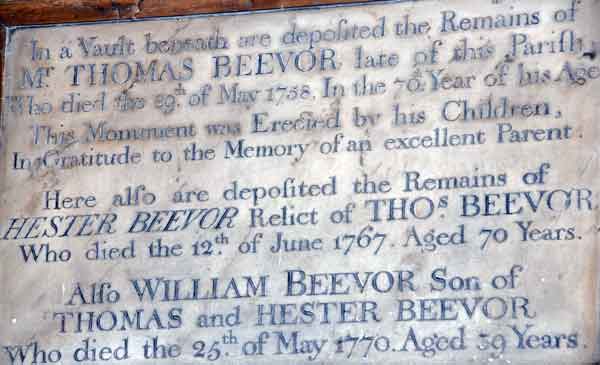 In a Vault beneath are depoſited the Remains of
Mr. THOMAS BEEVOR late of this Pariſh,
Who died the 29th. of May 1758. In the 70th. Year of his Age
This Monument was Erected by his Children,
In Gratitude to the Memory of an excellent Parent.
Here alſo are depoſited the Remains of
HESTER BEEVOR Relict of THOs. BEEVOR
Who died the 12th. of June 1767. Aged 70 Years.
Alſo WILLIAM BEEVOR Son of
THOMAS and HESTER BEEVOR
Who died the 25th. of May 1770. Aged 39 Years.